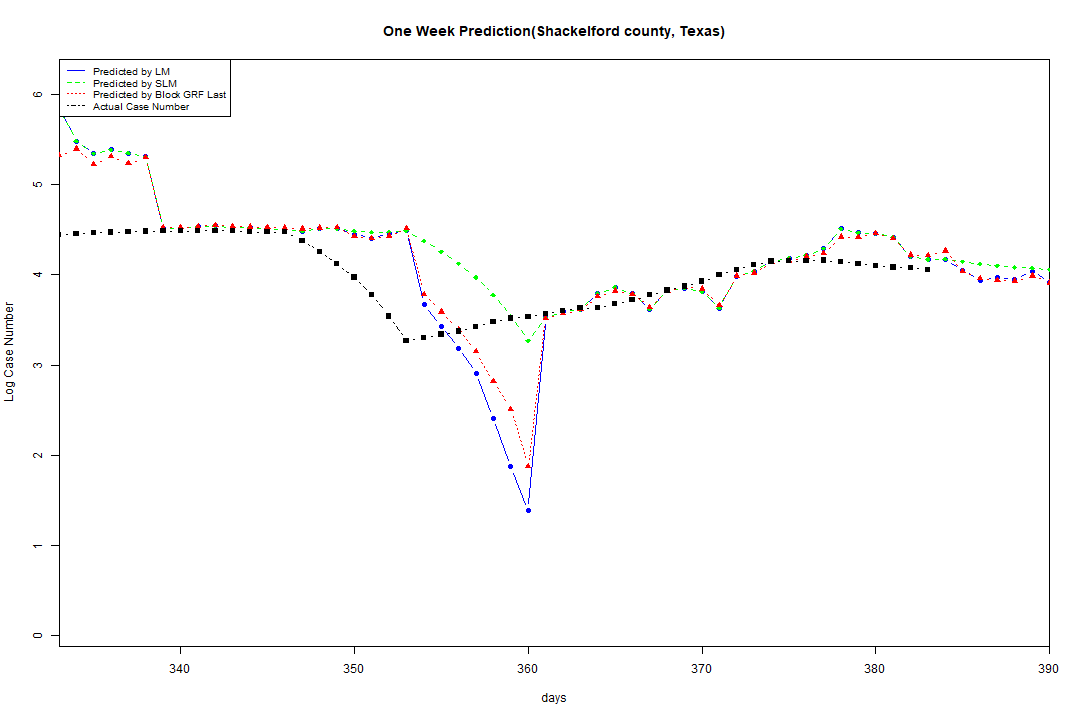 One Week Prediction(Shackelford county, Texas)
Predicted by LM
Predicted by SLM
Predicted by Block GRF Last
Actual Case Number
6
5
4
3
2
1
0
Log Case Number
340 350 360 370 380 390
days